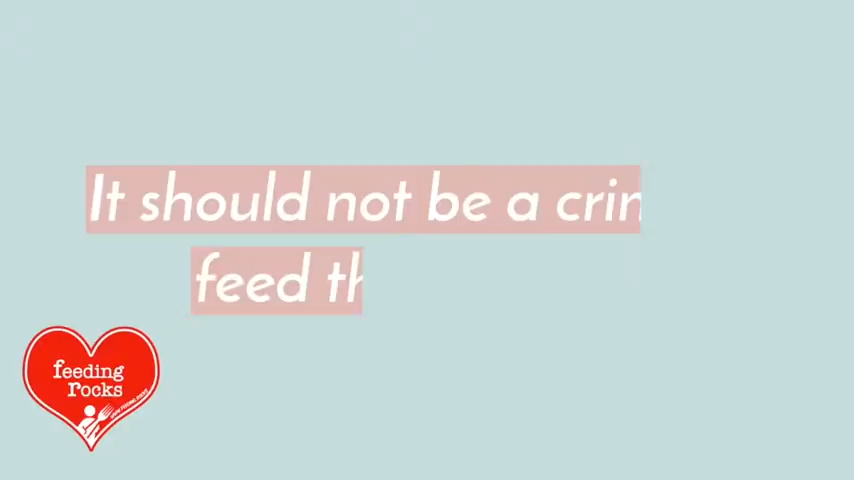 It should not be a crin
feed th
feeding
rocks